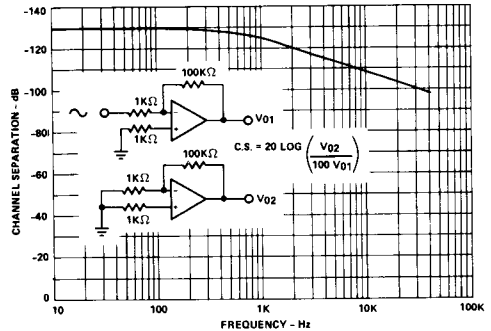 -140
-120
-100
-80
-60
-40
-20
0
CHANNEL SEPARATION - dB
100KΩ
1KΩ
1KΩ
V01
C.S. = 20 LOG ( V02 / 100 V01 )
100KΩ
1KΩ
1KΩ
V02
10
100
1K
10K
100K
FREQUENCY - Hz